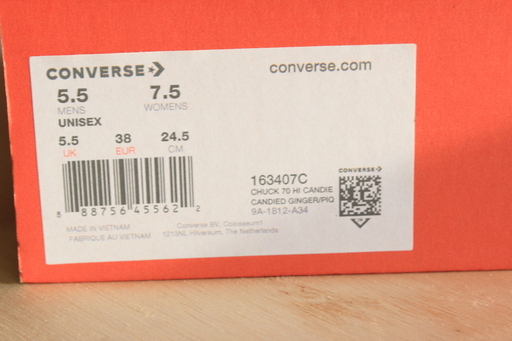 CONVERSE
converse.com
5.5 7.5
MENS WOMENS
UNISEX
5.5 38 24.5
UK EUR CM
163407C
CHUCK 70 HI CANDIE
CANDIED GINGER/PIQ
9A-1812-A34
CONVERSE
8 88756 45562 2
MADE IN VIETNAM
FABRIQUE AU VIETNAM
Converse BV, Colosseum1
1213NL Hilversum, The Netherlands